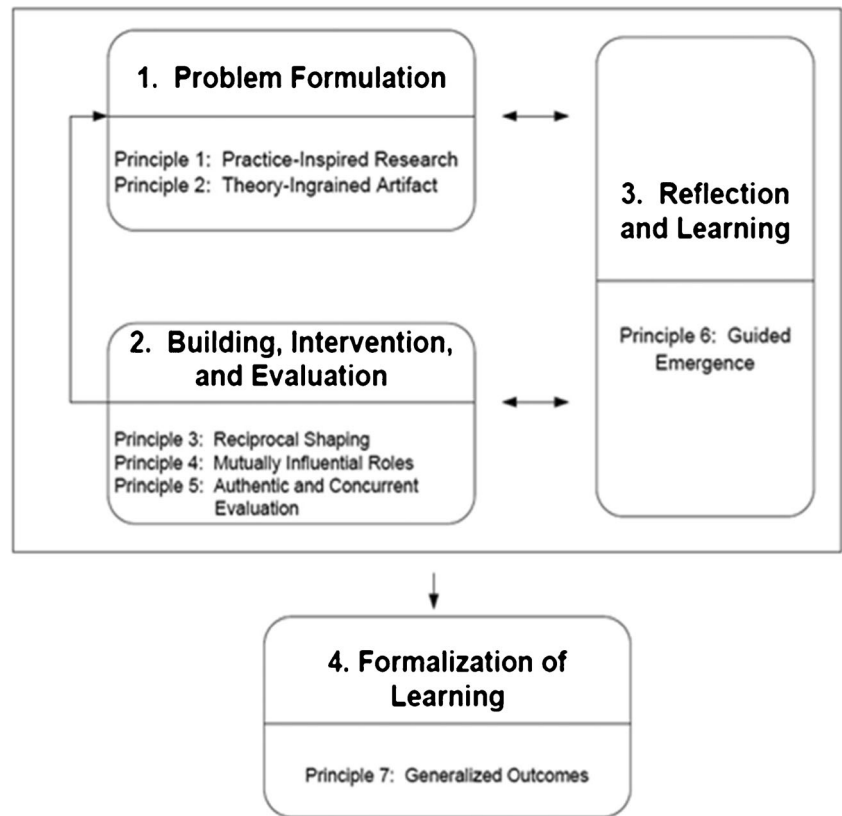 1. Problem Formulation
Principle 1: Practice-Inspired Research
Principle 2: Theory-Ingrained Artifact
2. Building, Intervention,
and Evaluation
Principle 3: Reciprocal Shaping
Principle 4: Mutually Influential Roles
Principle 5: Authentic and Concurrent
Evaluation
3. Reflection
and Learning
Principle 6: Guided
Emergence
4. Formalization of
Learning
Principle 7: Generalized Outcomes